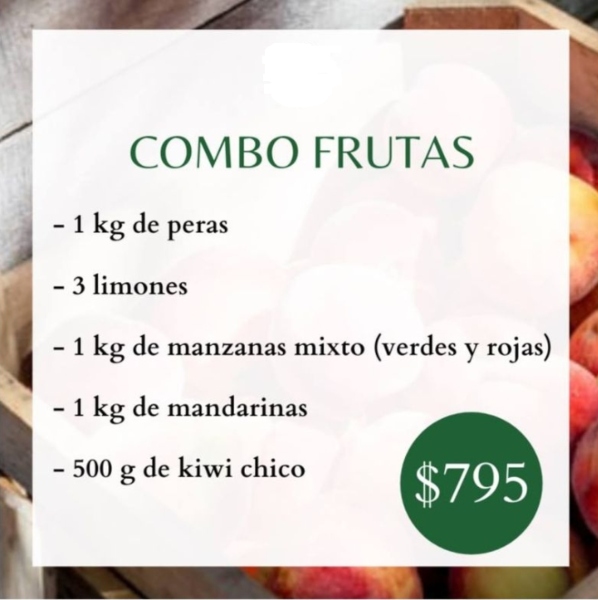 COMBO FRUTAS
- 1 kg de peras
- 3 limones
- 1 kg de manzanas mixto (verdes y rojas)
- 1 kg de mandarinas
- 500 g de kiwi chico
$795